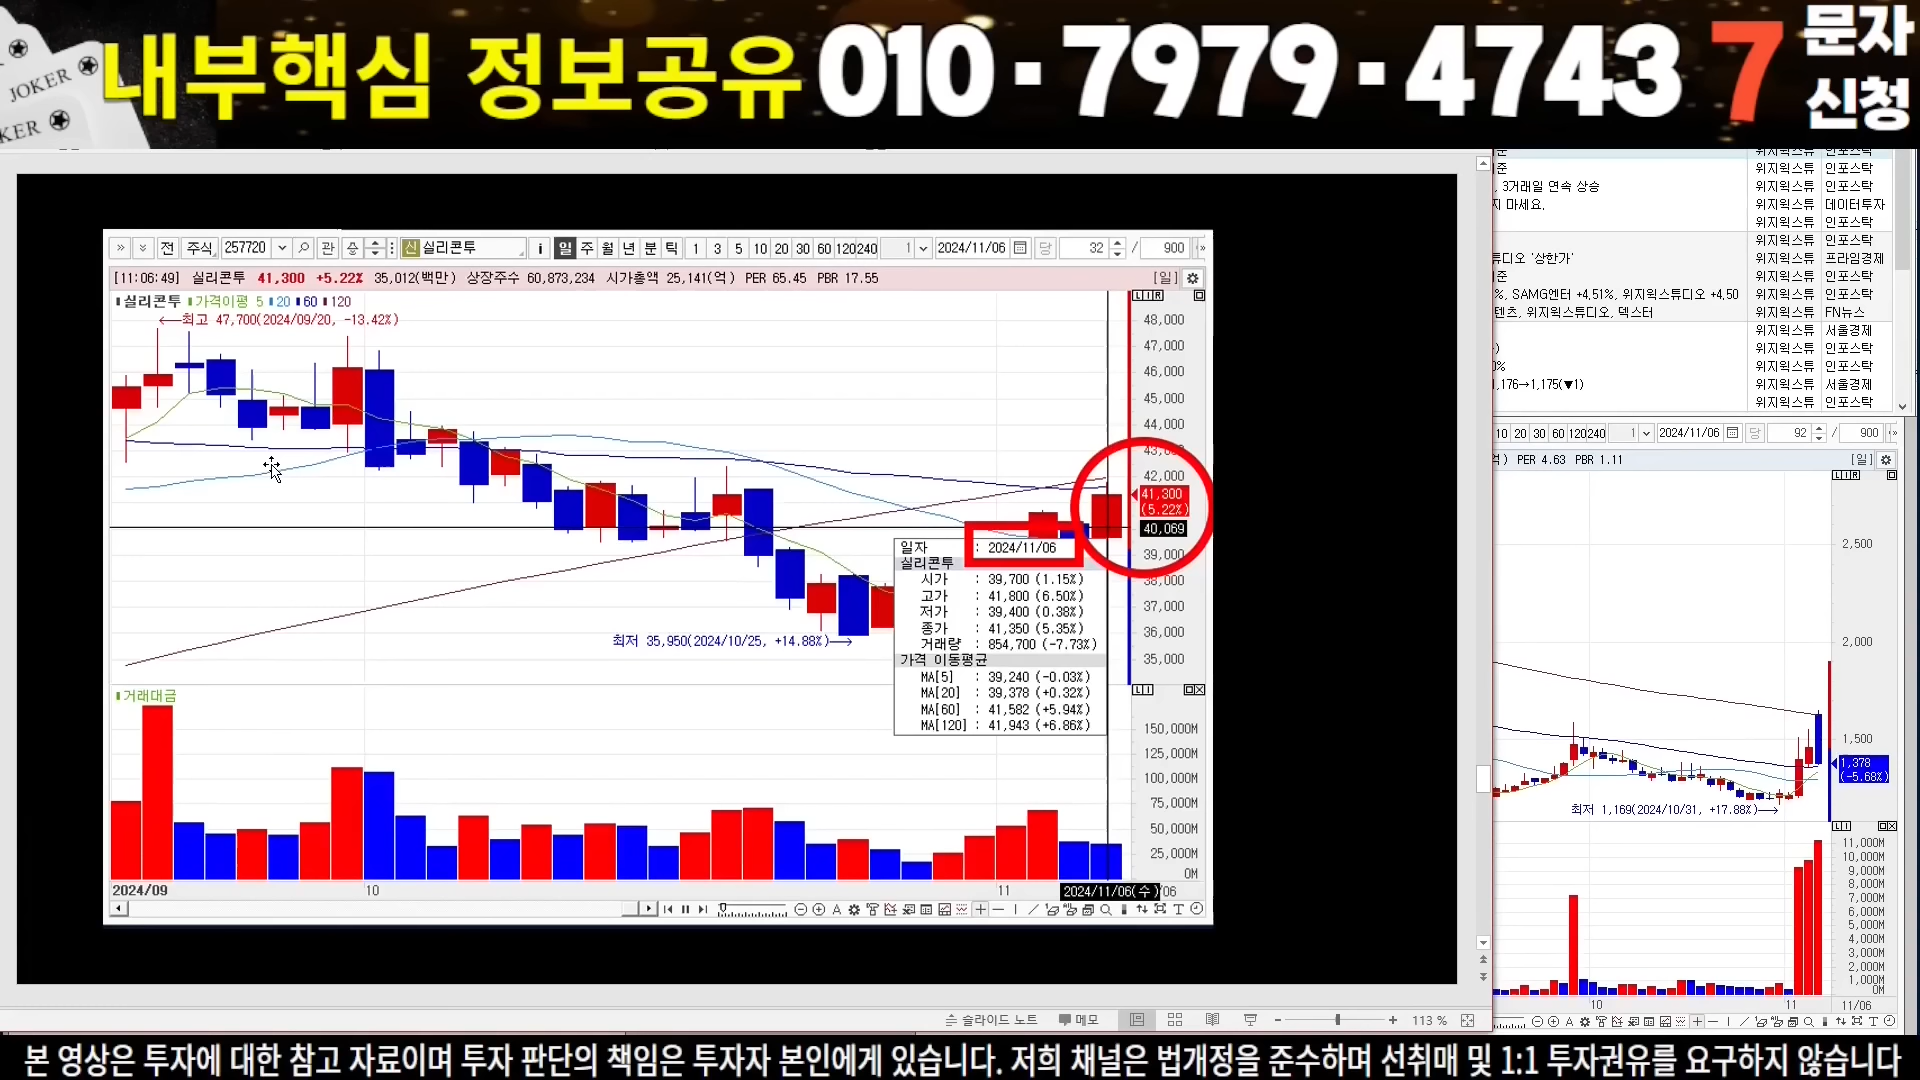 JOKER
KER
내부핵심 정보공유 010·7979·4743 7 문자
신청
전 주식 257720 관 신 실리콘투 i 일 주 월 년 분 틱 1 3 5 10 20 30 60 120 240 1 2024/11/06 당 32 / 900
[11:06:49] 실리콘투 41,300 +5.22% 35,012(백만) 상장주수 60,873,234 시가총액 25,141(억) PER 65.45 PBR 17.55 [일]
실리콘투 가격이평 5 20 60 120
L I R
최고 47,700(2024/09/20, -13.42%)
48,000
47,000
46,000
45,000
44,000
43,000
42,000
41,300
(5.22%)
40,069
39,000
38,000
37,000
36,000
35,000
최저 35,950(2024/10/25, +14.88%)
일자 : 2024/11/06
실리콘투
시가 : 39,700 (1.15%)
고가 : 41,800 (6.50%)
저가 : 39,400 (0.38%)
종가 : 41,350 (5.35%)
거래량 : 854,700 (-7.73%)
가격 이동평균
MA[5] : 39,240 (-0.03%)
MA[20] : 39,378 (+0.32%)
MA[60] : 41,582 (+5.94%)
MA[120] : 41,943 (+6.86%)
거래대금
L I
150,000M
125,000M
100,000M
75,000M
50,000M
25,000M
0M
2024/09 10 11 2024/11/06(수) /06
A T
슬라이드 노트 메모 113 %
준 위지윅스튜 인포스탁
준 위지윅스튜 인포스탁
, 3거래일 연속 상승 위지윅스튜 인포스탁
지 마세요. 위지윅스튜 데이터투자
위지윅스튜 인포스탁
위지윅스튜 인포스탁
튜디오 '상한가' 위지윅스튜 프라임경제
준 위지윅스튜 인포스탁
%, SAMG엔터 +4,51%, 위지윅스튜디오 +4,50 위지윅스튜 인포스탁
텐츠, 위지윅스튜디오, 덱스터 위지윅스튜 FN뉴스
위지윅스튜 서울경제
) 위지윅스튜 인포스탁
0% 위지윅스튜 인포스탁
1,176→1,175(▼1) 위지윅스튜 서울경제
위지윅스튜 인포스탁
10 20 30 60 120 240 1 2024/11/06 당 92 / 900
억) PER 4.63 PBR 1.11 [일]
L I R
2,500
2,000
1,500
1,378
(-5.68%)
최저 1,169(2024/10/31, +17.88%)
L I
11,000M
10,000M
9,000M
8,000M
7,000M
6,000M
5,000M
4,000M
3,000M
2,000M
1,000M
0M
10 11 11/06
A T
본 영상은 투자에 대한 참고 자료이며 투자 판단의 책임은 투자자 본인에게 있습니다. 저희 채널은 법개정을 준수하며 선취매 및 1:1 투자권유를 요구하지 않습니다